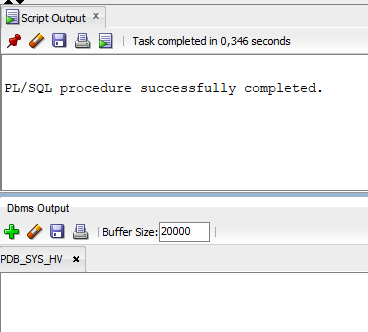 Script Output
Task completed in 0,346 seconds
PL/SQL procedure successfully completed.
Dbms Output
Buffer Size: 20000
PDB_SYS_HV